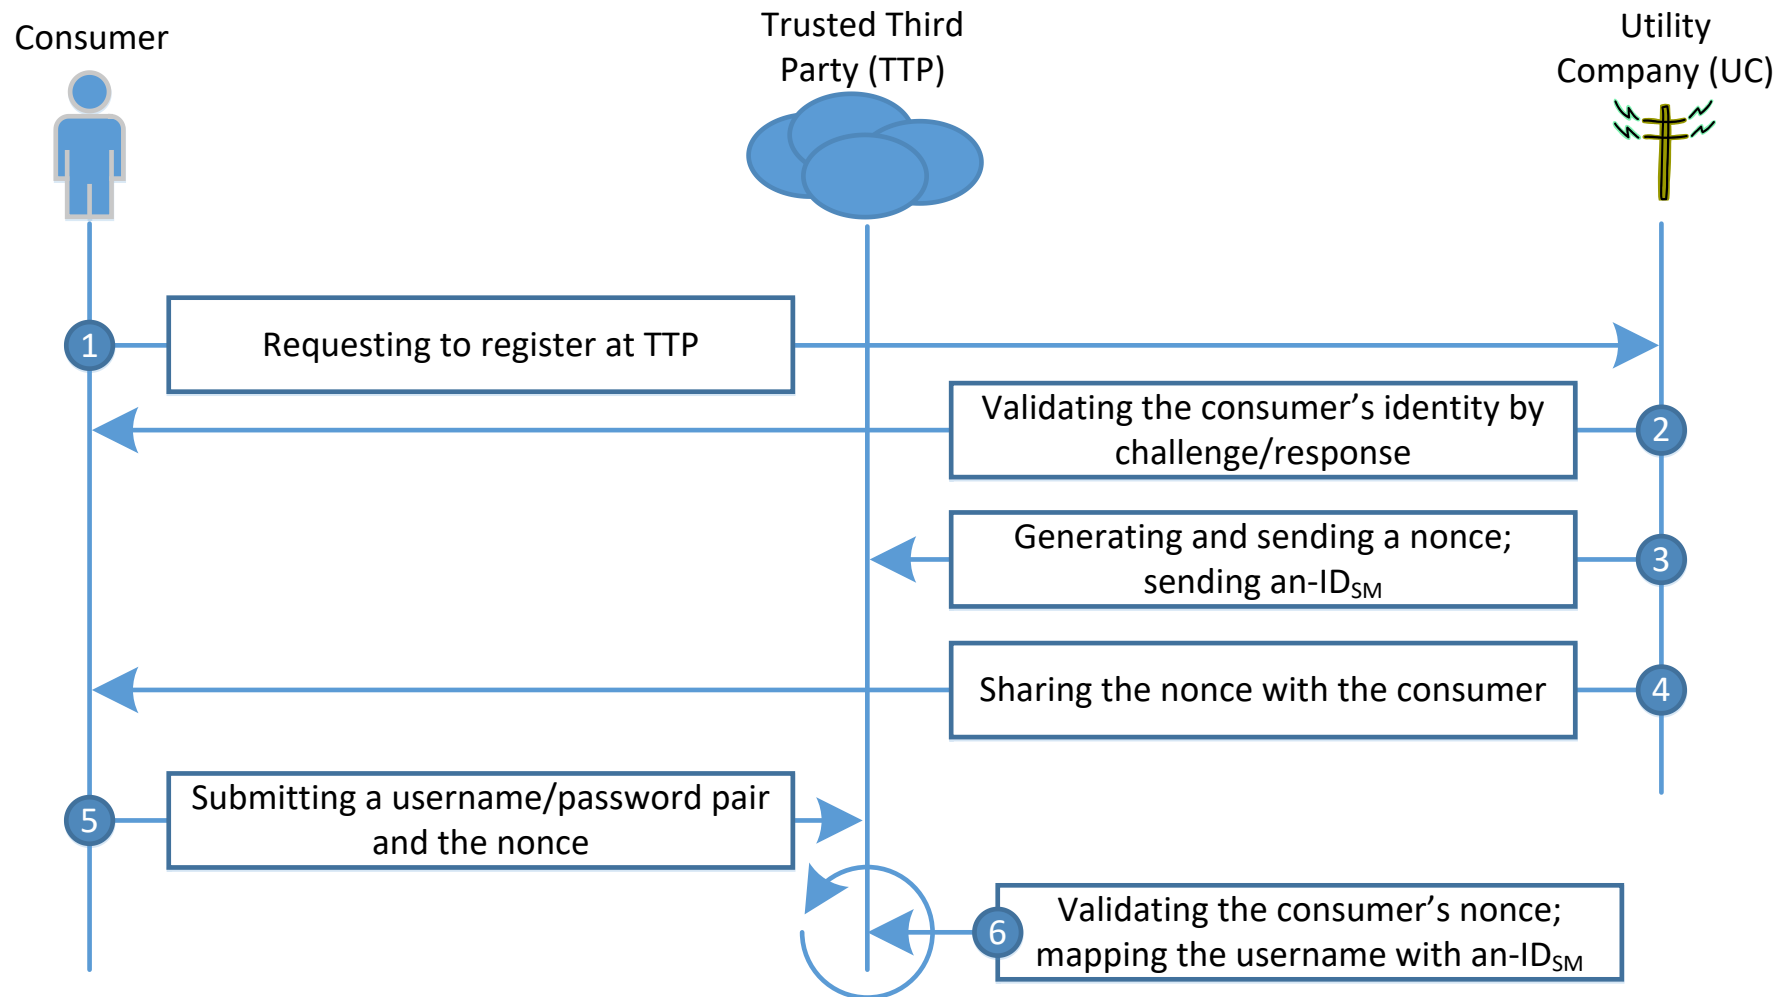 Consumer
Trusted Third
Party (TTP)
Utility
Company (UC)
1
Requesting to register at TTP
Validating the consumer’s identity by
challenge/response
2
Generating and sending a nonce;
sending an-ID_SM
3
Sharing the nonce with the consumer
4
5
Submitting a username/password pair
and the nonce
6
Validating the consumer’s nonce;
mapping the username with an-ID_SM